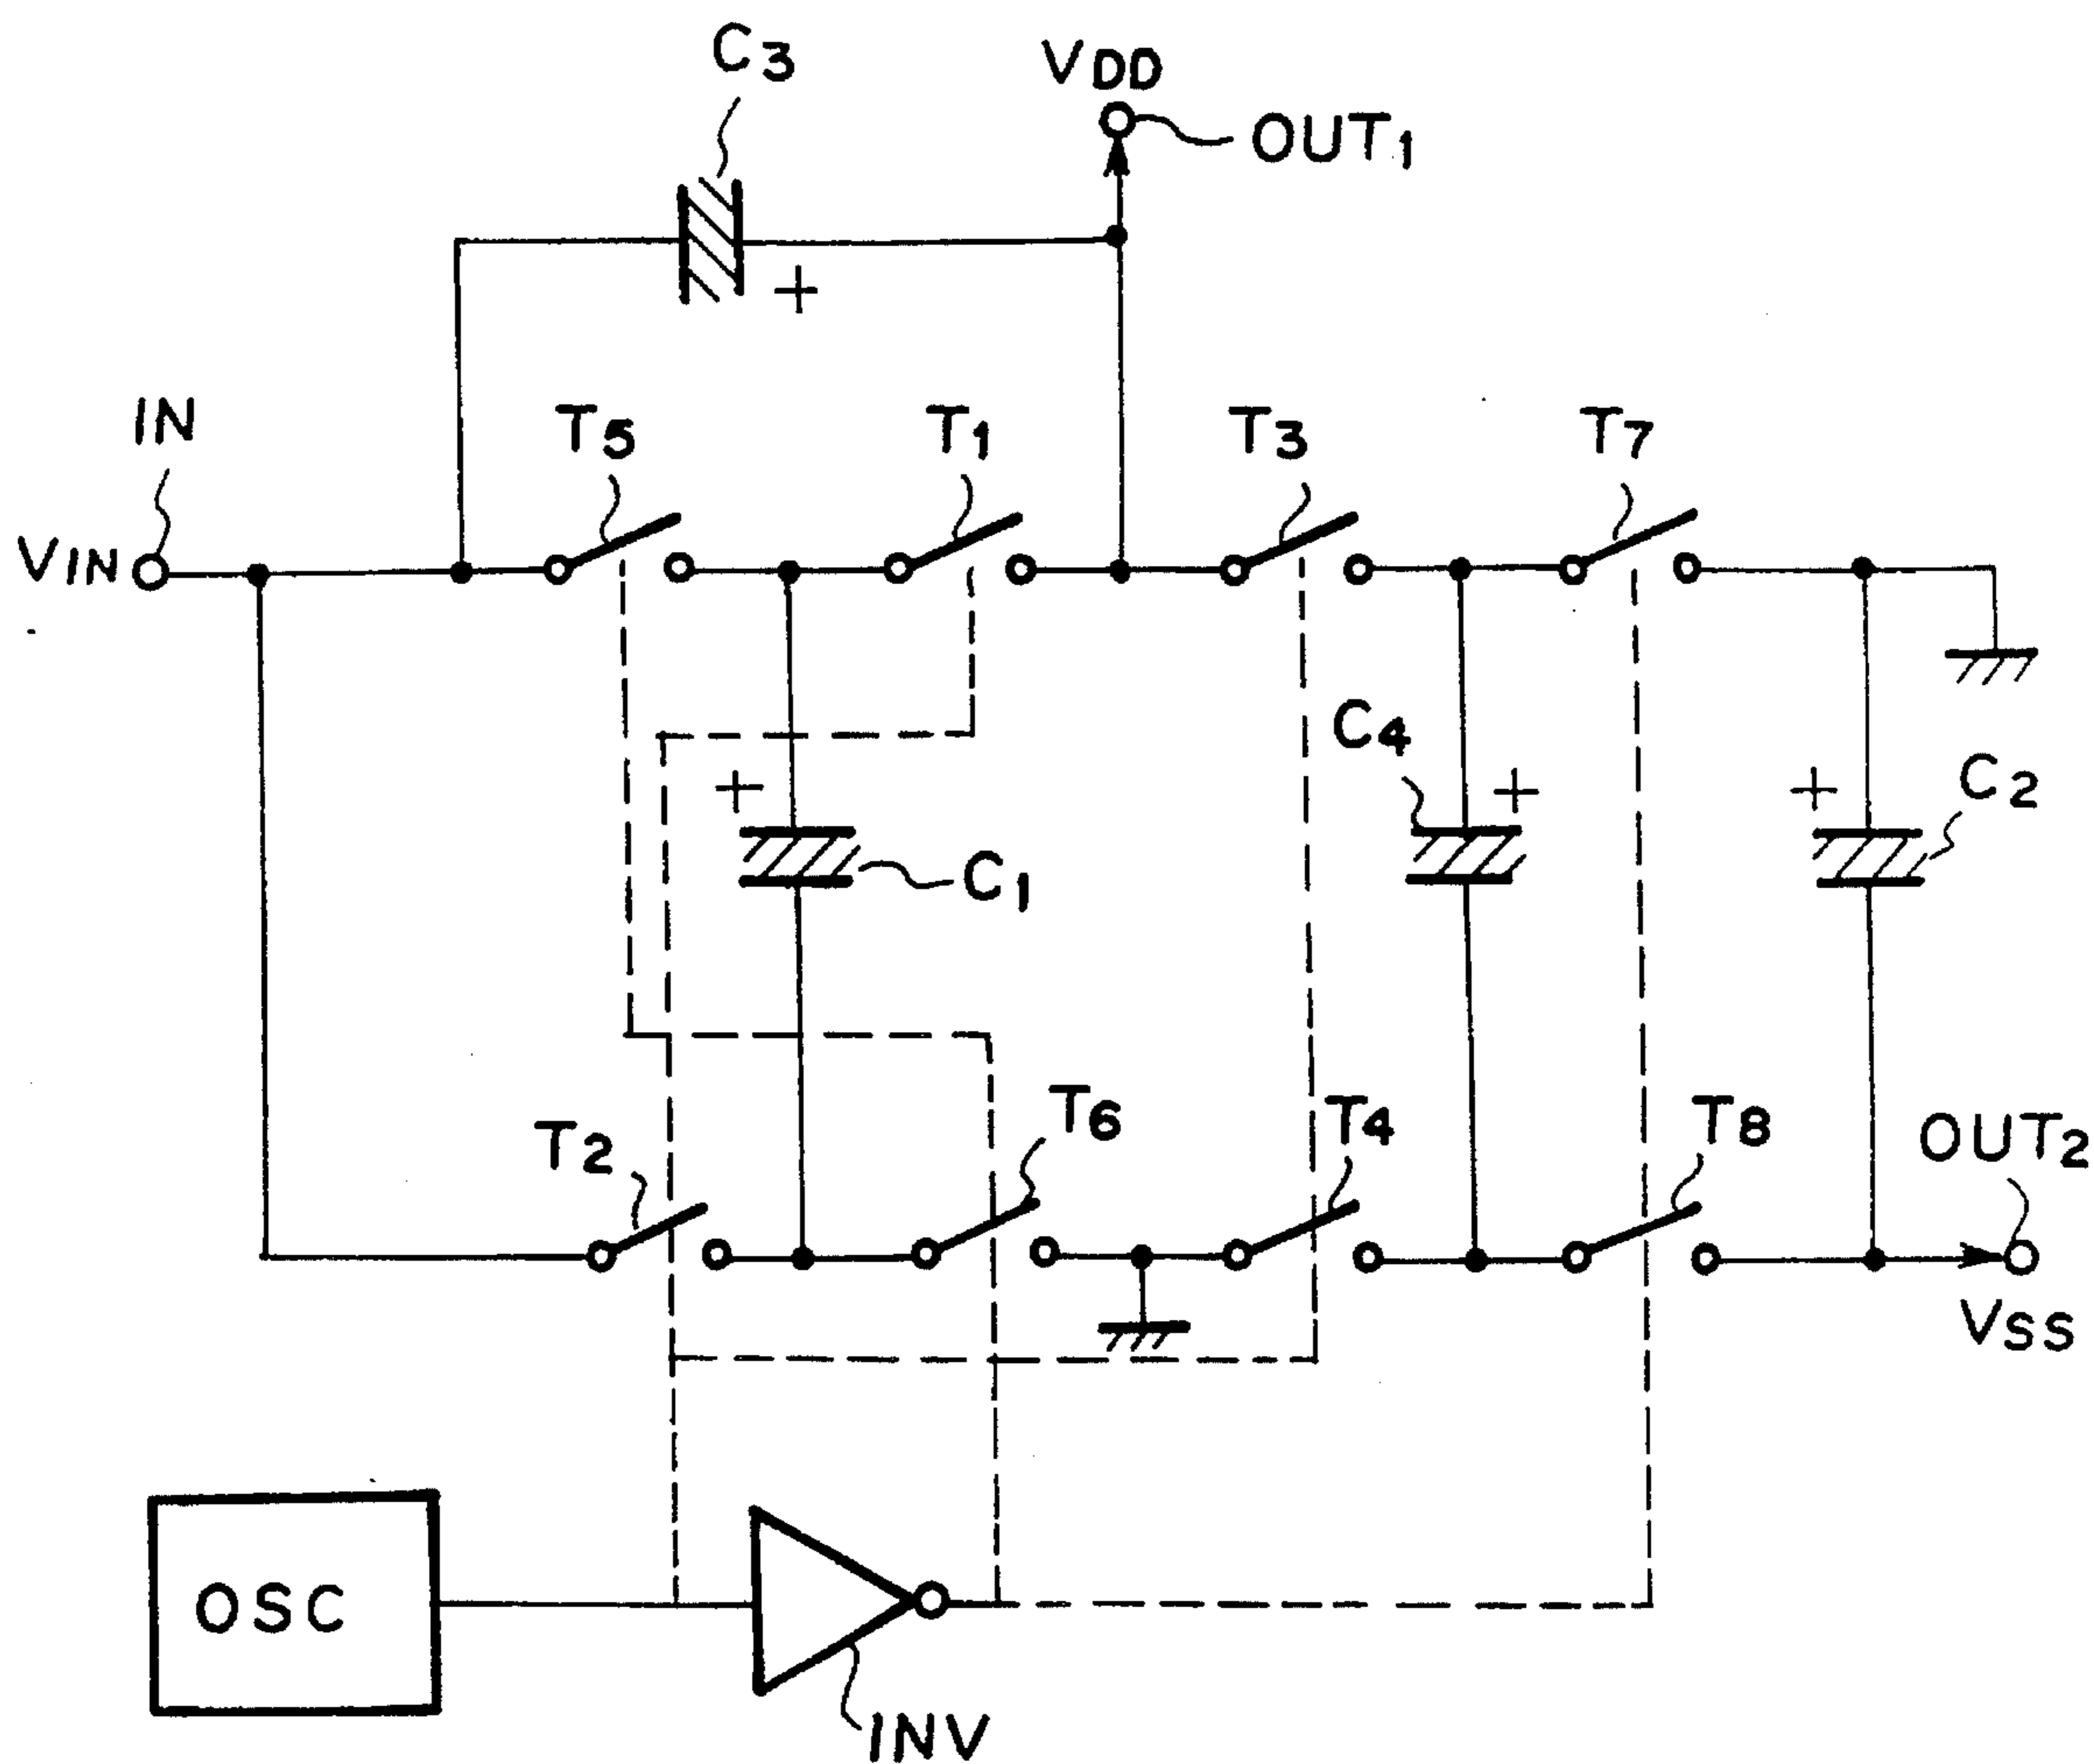 C3
VDD
OUT1
IN
T5
T1
T3
T7
VIN
+
C4
+
+
+
C2
C1
T2
T6
T4
T8
OUT2
VSS
OSC
INV